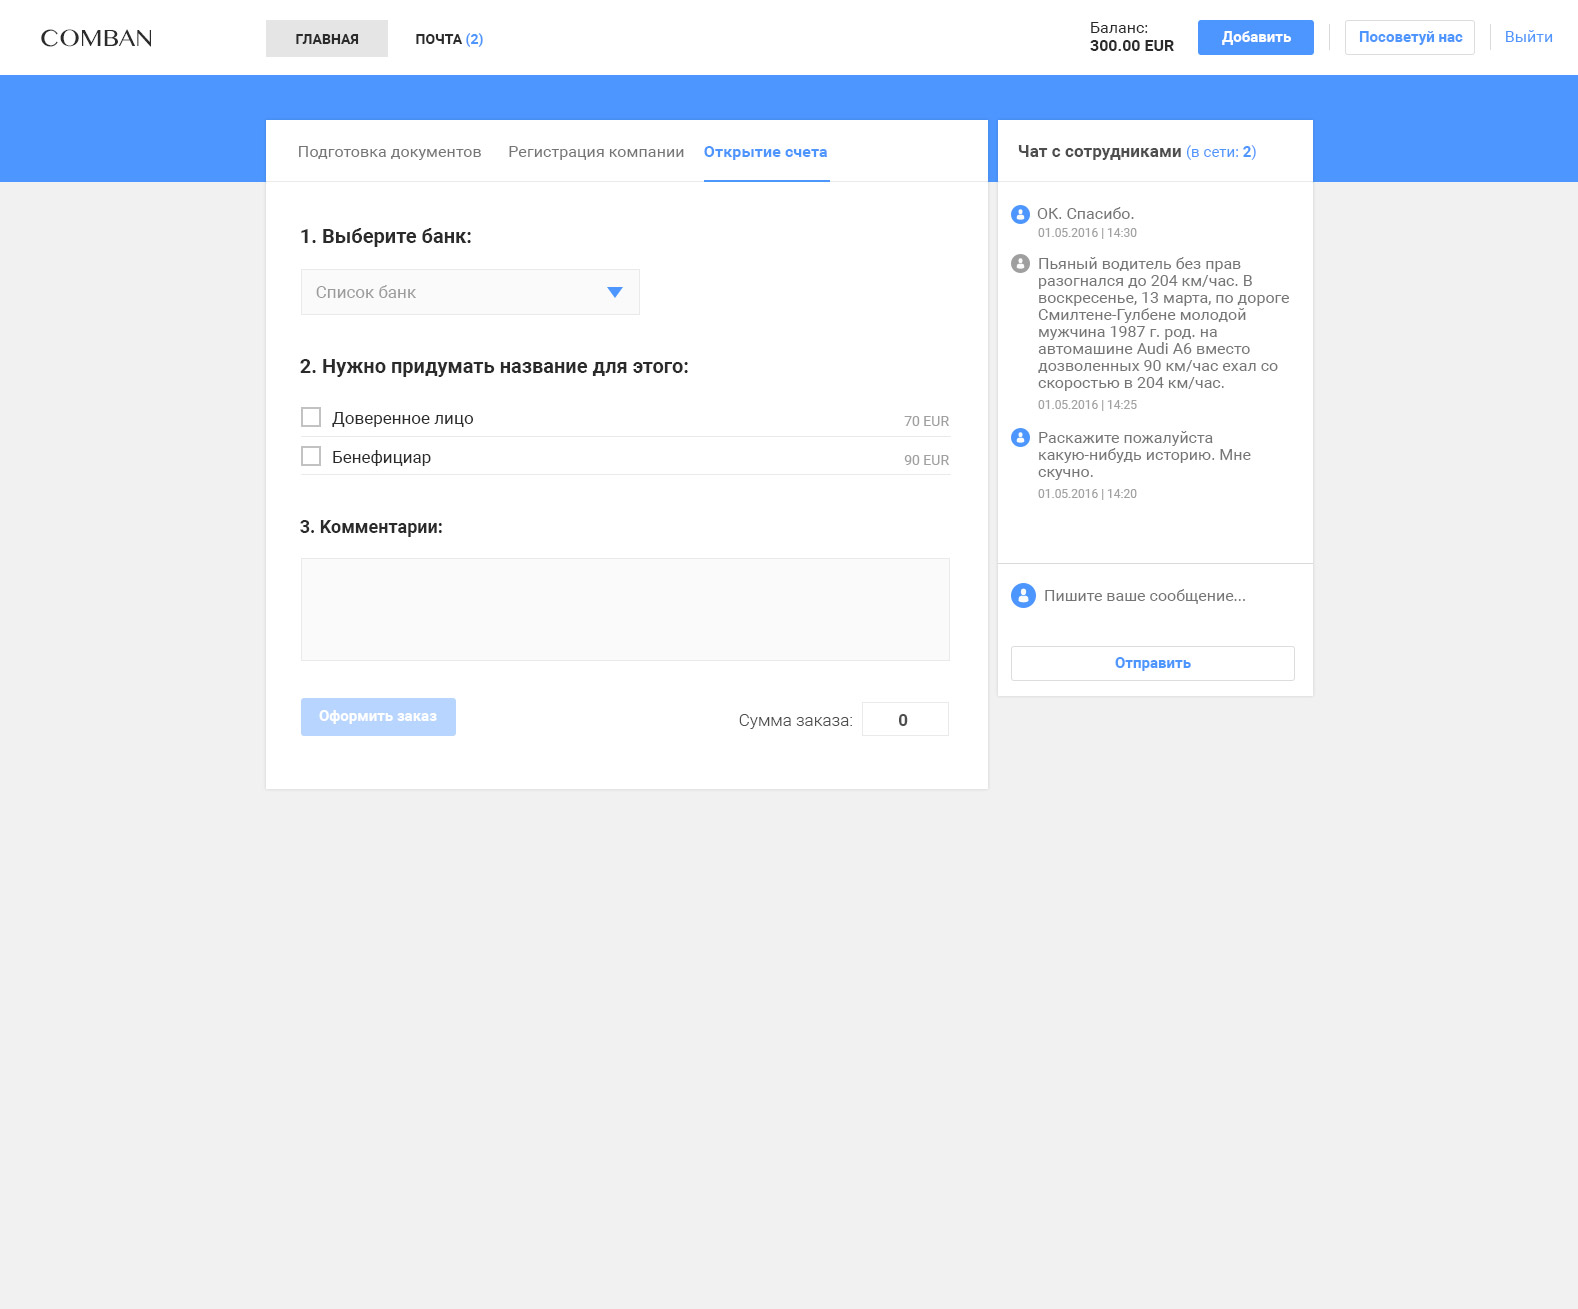 COMBAN
ГЛАВНАЯ
ПОЧТА (2)
Баланс:
300.00 EUR
Добавить
Посоветуй нас
Выйти
Подготовка документов
Регистрация компании
Открытие счета
1. Выберите банк:
Список банк
2. Нужно придумать название для этого:
Доверенное лицо
70 EUR
Бенефициар
90 EUR
3. Комментарии:
Оформить заказ
Сумма заказа:
0
Чат с сотрудниками (в сети: 2)
ОК. Спасибо.
01.05.2016 | 14:30
Пьяный водитель без прав
разогнался до 204 км/час. В
воскресенье, 13 марта, по дороге
Смилтене-Гулбене молодой
мужчина 1987 г. род. на
автомашине Audi A6 вместо
дозволенных 90 км/час ехал со
скоростью в 204 км/час.
01.05.2016 | 14:25
Раскажите пожалуйста
какую-нибудь историю. Мне
скучно.
01.05.2016 | 14:20
Пишите ваше сообщение...
Отправить